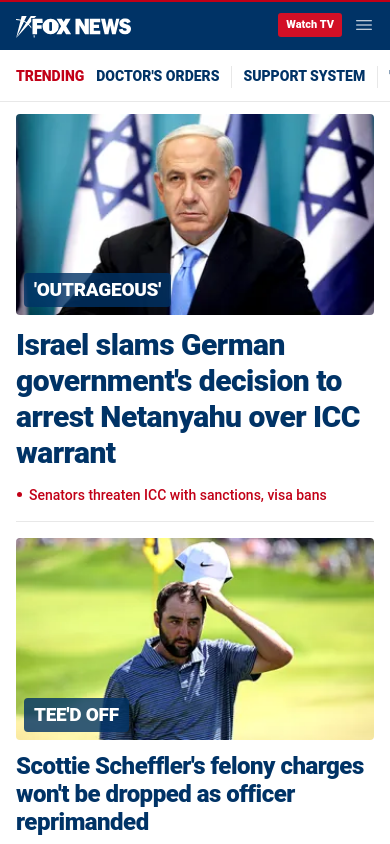 FOX NEWS
Watch TV
TRENDING DOCTOR'S ORDERS SUPPORT SYSTEM
'OUTRAGEOUS'
Israel slams German
government's decision to
arrest Netanyahu over ICC
warrant
• Senators threaten ICC with sanctions, visa bans
TEE'D OFF
Scottie Scheffler's felony charges
won't be dropped as officer
reprimanded